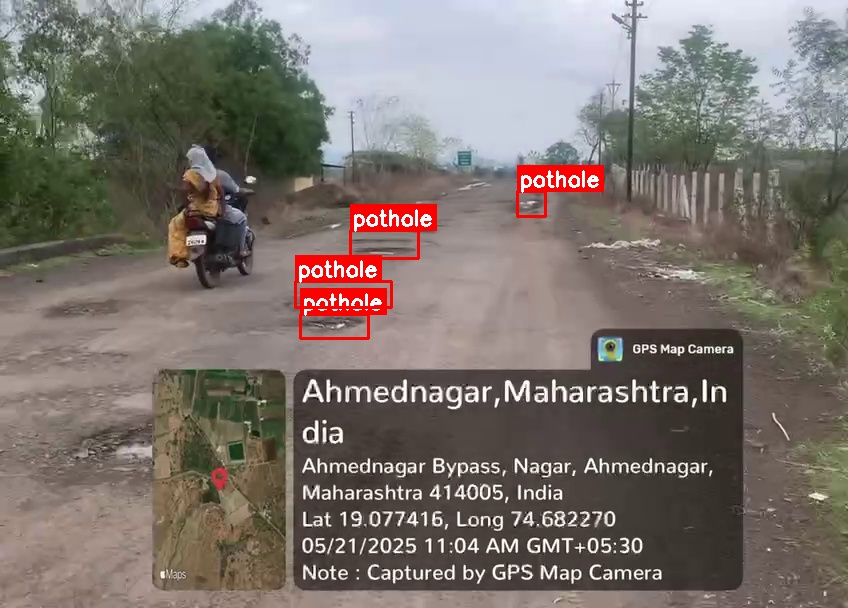 pothole
pothole
pothole
pothole
GPS Map Camera
Ahmednagar,Maharashtra,In
dia
Ahmednagar Bypass, Nagar, Ahmednagar,
Maharashtra 414005, India
Lat 19.077416, Long 74.682270
05/21/2025 11:04 AM GMT+05:30
Note : Captured by GPS Map Camera
Maps